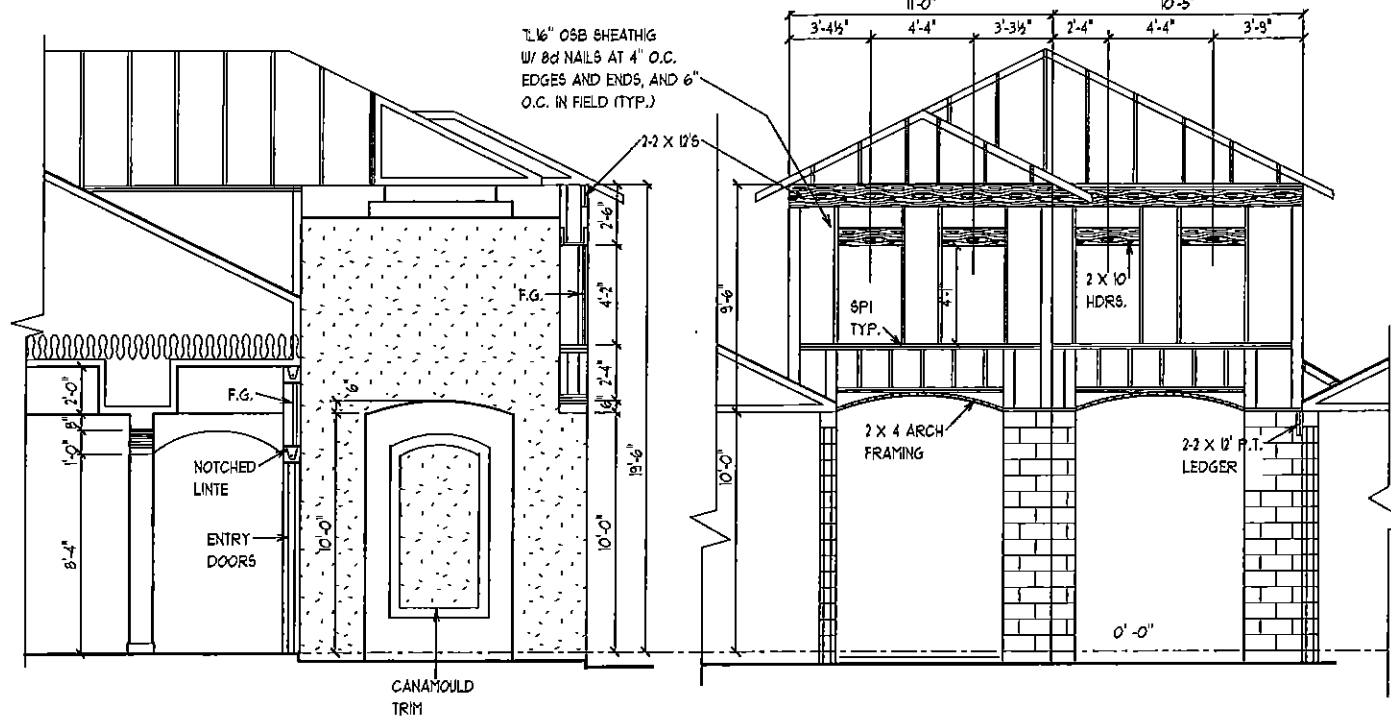 11'-0"
10'-5"
3'-4½"
4'-4"
3'-3½"
2'-4"
4'-4"
3'-9"
OSB SHEATHIG
W/ 8d NAILS AT 4" O.C.
EDGES AND ENDS, AND 6"
O.C. IN FIELD (TYP.)
2-2 X 12'S
2'-6"
F.G.
4'-2"
9'-6"
2 X 10
HDRS.
SPI
TYP.
2'-4"
6"
2'-0"
F.G.
6"
8"
1'-0"
NOTCHED
LINTE
2 X 4 ARCH
FRAMING
2-2 X 12' P.T.
LEDGER
19'-6"
10'-0"
10'-0"
10'-0"
ENTRY
DOORS
8'-4"
0'-0"
CANAMOULD
TRIM